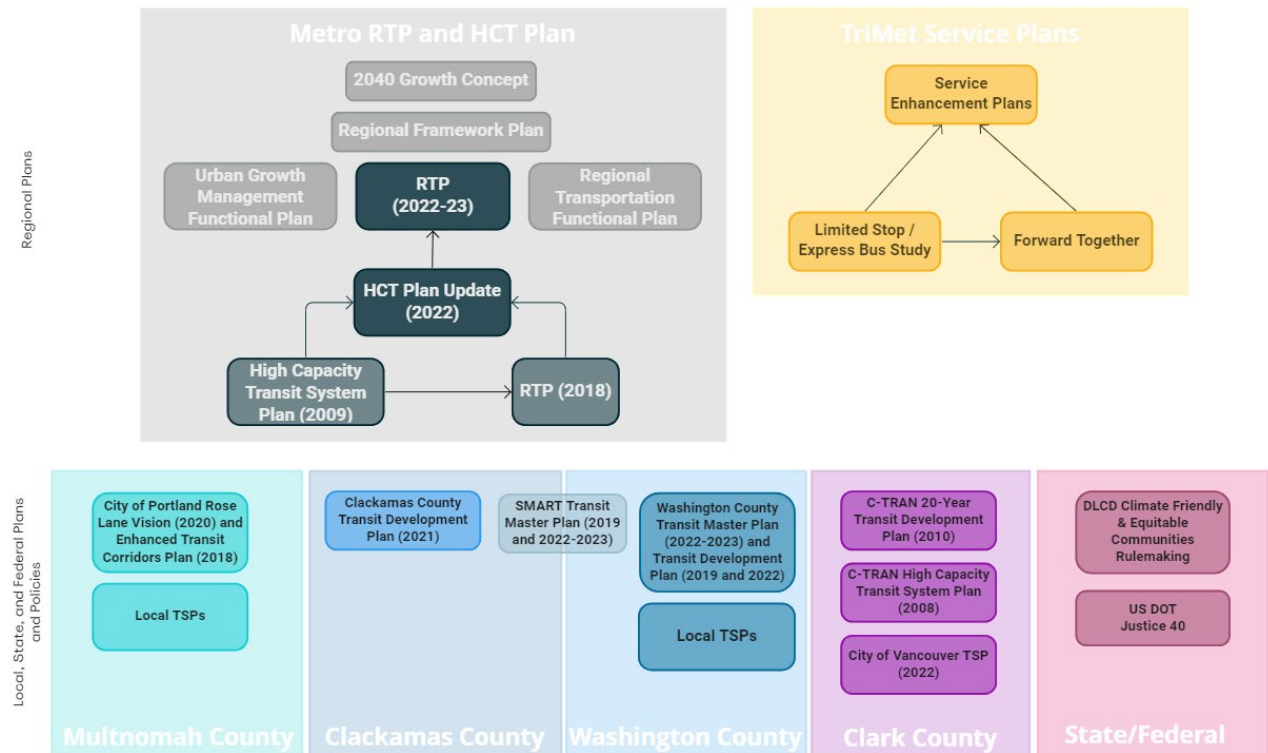 Regional Plans
Metro RTP and HCT Plan
2040 Growth Concept
Regional Framework Plan
Urban Growth
Management
Functional Plan
RTP
(2022-23)
Regional
Transportation
Functional Plan
HCT Plan Update
(2022)
High Capacity
Transit System
Plan (2009)
RTP (2018)
TriMet Service Plans
Service
Enhancement Plans
Limited Stop /
Express Bus Study
Forward Together
Local, State, and Federal Plans
and Policies
City of Portland Rose
Lane Vision (2020) and
Enhanced Transit
Corridors Plan (2018)
Local TSPs
Multnomah County
Clackamas County
Transit Development
Plan (2021)
SMART Transit
Master Plan (2019
and 2022-2023)
Clackamas County
Washington County
Transit Master Plan
(2022-2023) and
Transit Development
Plan (2019 and 2022)
Local TSPs
Washington County
C-TRAN 20-Year
Transit Development
Plan (2010)
C-TRAN High Capacity
Transit System Plan
(2008)
City of Vancouver TSP
(2022)
Clark County
DLCD Climate Friendly
& Equitable
Communities
Rulemaking
US DOT
Justice 40
State/Federal